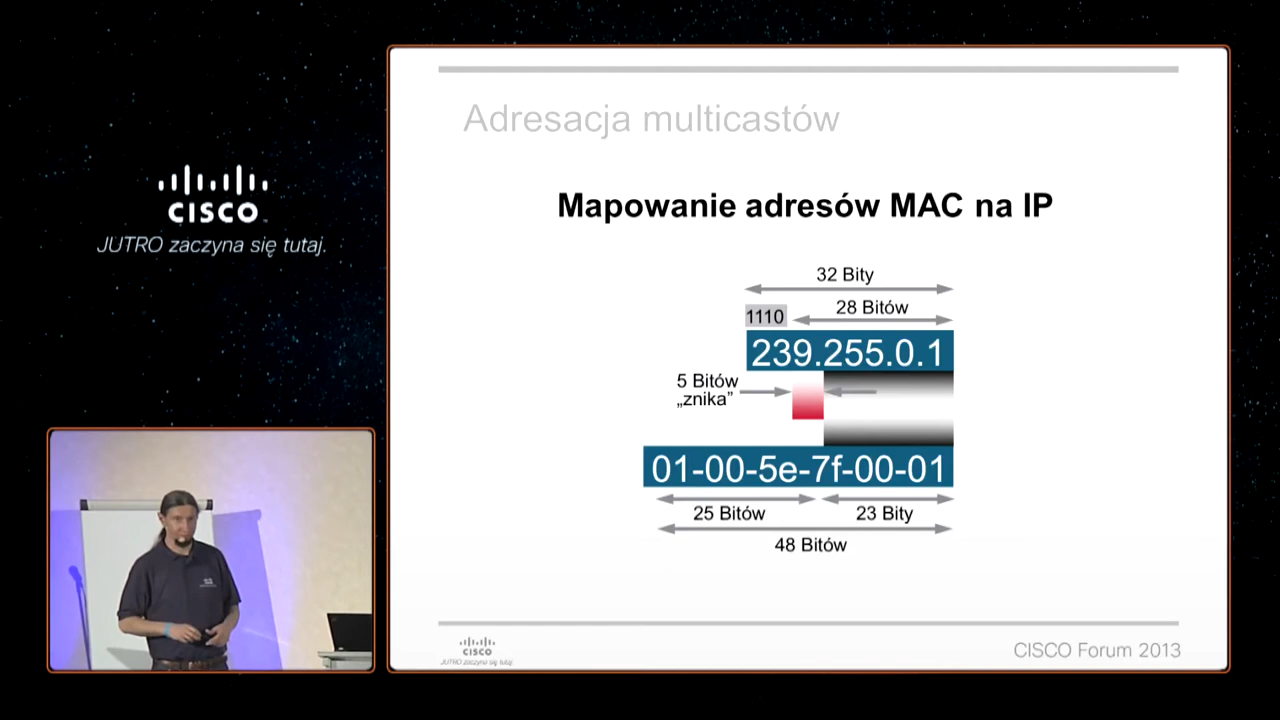 CISCO
JUTRO zaczyna się tutaj.
Adresacja multicastów
Mapowanie adresów MAC na IP
32 Bity
1110
28 Bitów
239.255.0.1
5 Bitów
„znika”
01-00-5e-7f-00-01
25 Bitów
23 Bity
48 Bitów
CISCO
JUTRO zaczyna się tutaj.
CISCO Forum 2013